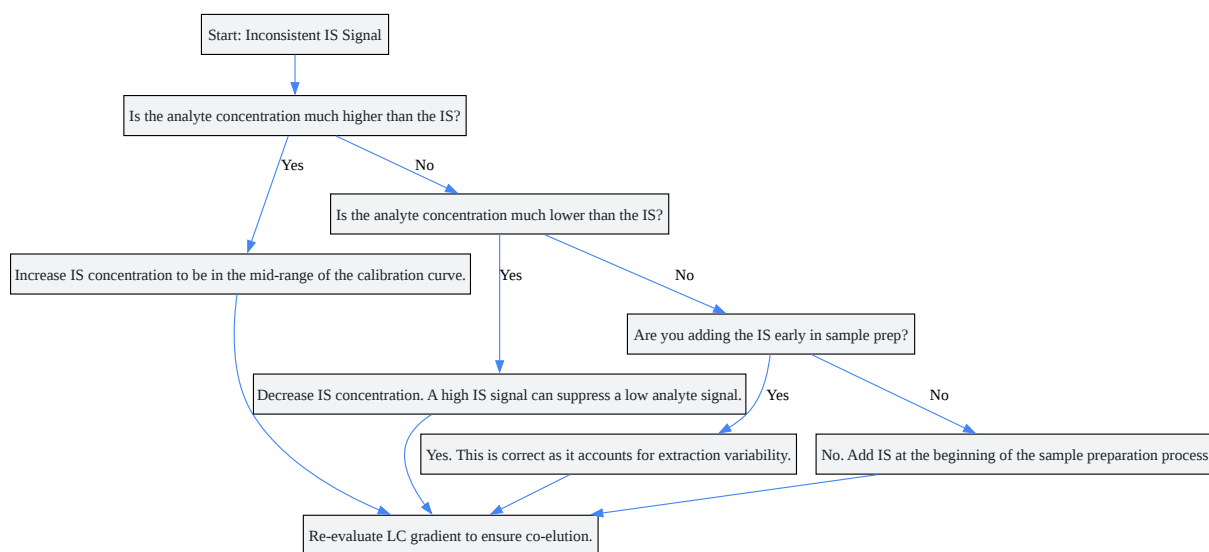 Start: Inconsistent IS Signal
Is the analyte concentration much higher than the IS?
Yes
No
Is the analyte concentration much lower than the IS?
Increase IS concentration to be in the mid-range of the calibration curve.
Yes
No
Are you adding the IS early in sample prep?
Decrease IS concentration. A high IS signal can suppress a low analyte signal.
Yes
No
Yes. This is correct as it accounts for extraction variability.
No. Add IS at the beginning of the sample preparation process
Re-evaluate LC gradient to ensure co-elution.